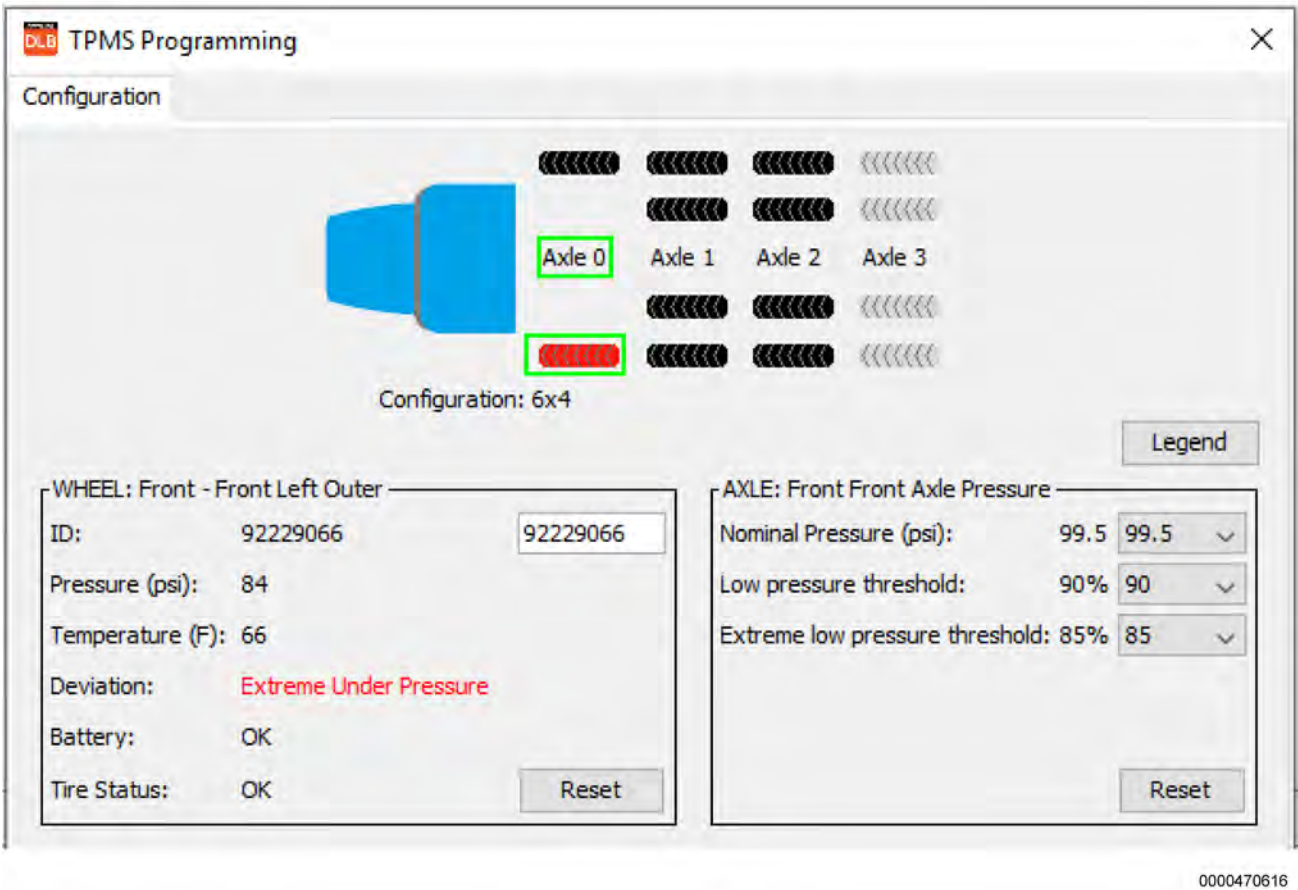 DLB TPMS Programming
Configuration
Axle 0 Axle 1 Axle 2 Axle 3
Configuration: 6x4
Legend
WHEEL: Front - Front Left Outer
ID: 92229066 92229066
Pressure (psi): 84
Temperature (F): 66
Deviation: Extreme Under Pressure
Battery: OK
Tire Status: OK Reset
AXLE: Front Front Axle Pressure
Nominal Pressure (psi): 99.5 99.5
Low pressure threshold: 90% 90
Extreme low pressure threshold: 85% 85
Reset
0000470616